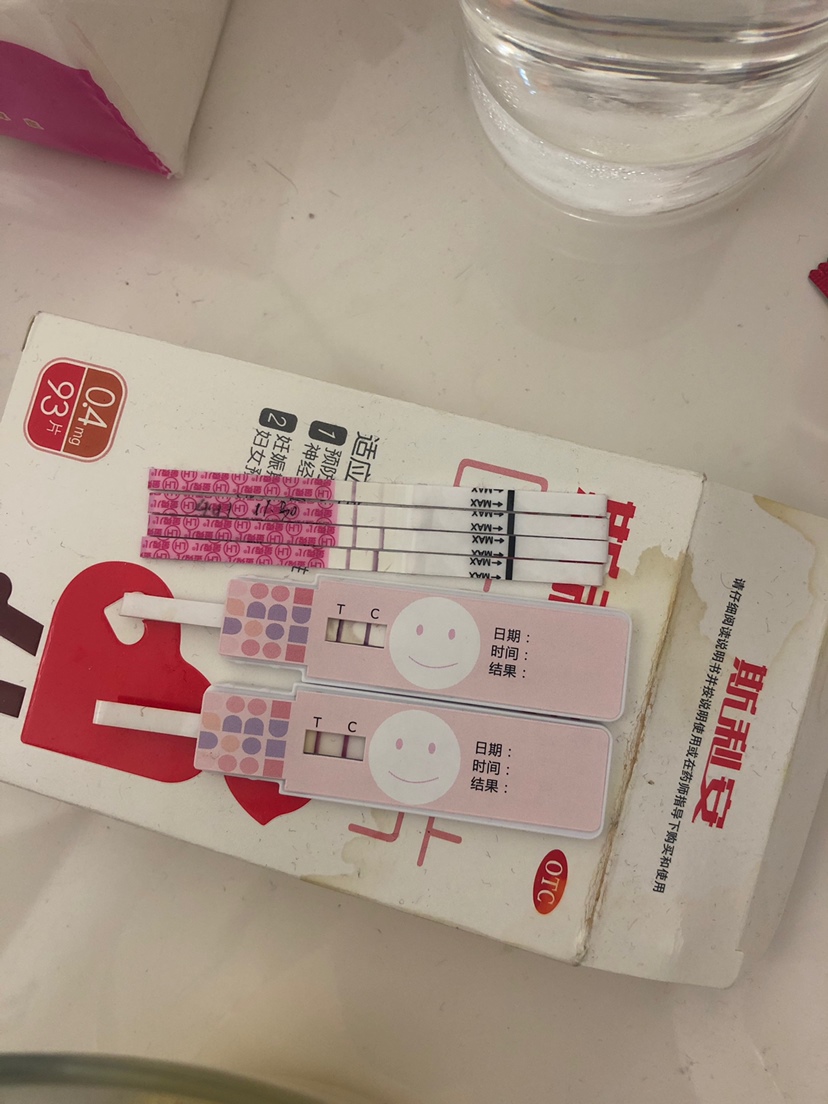 0.4mg
93片
适应
1 预防
神经
2 妊娠
妇女
MAX
MAX
MAX
MAX
T C
日期：
时间：
结果：
T C
日期：
时间：
结果：
斯利安
请仔细阅读说明书并按说明使用或在药师指导下购买和使用
OTC